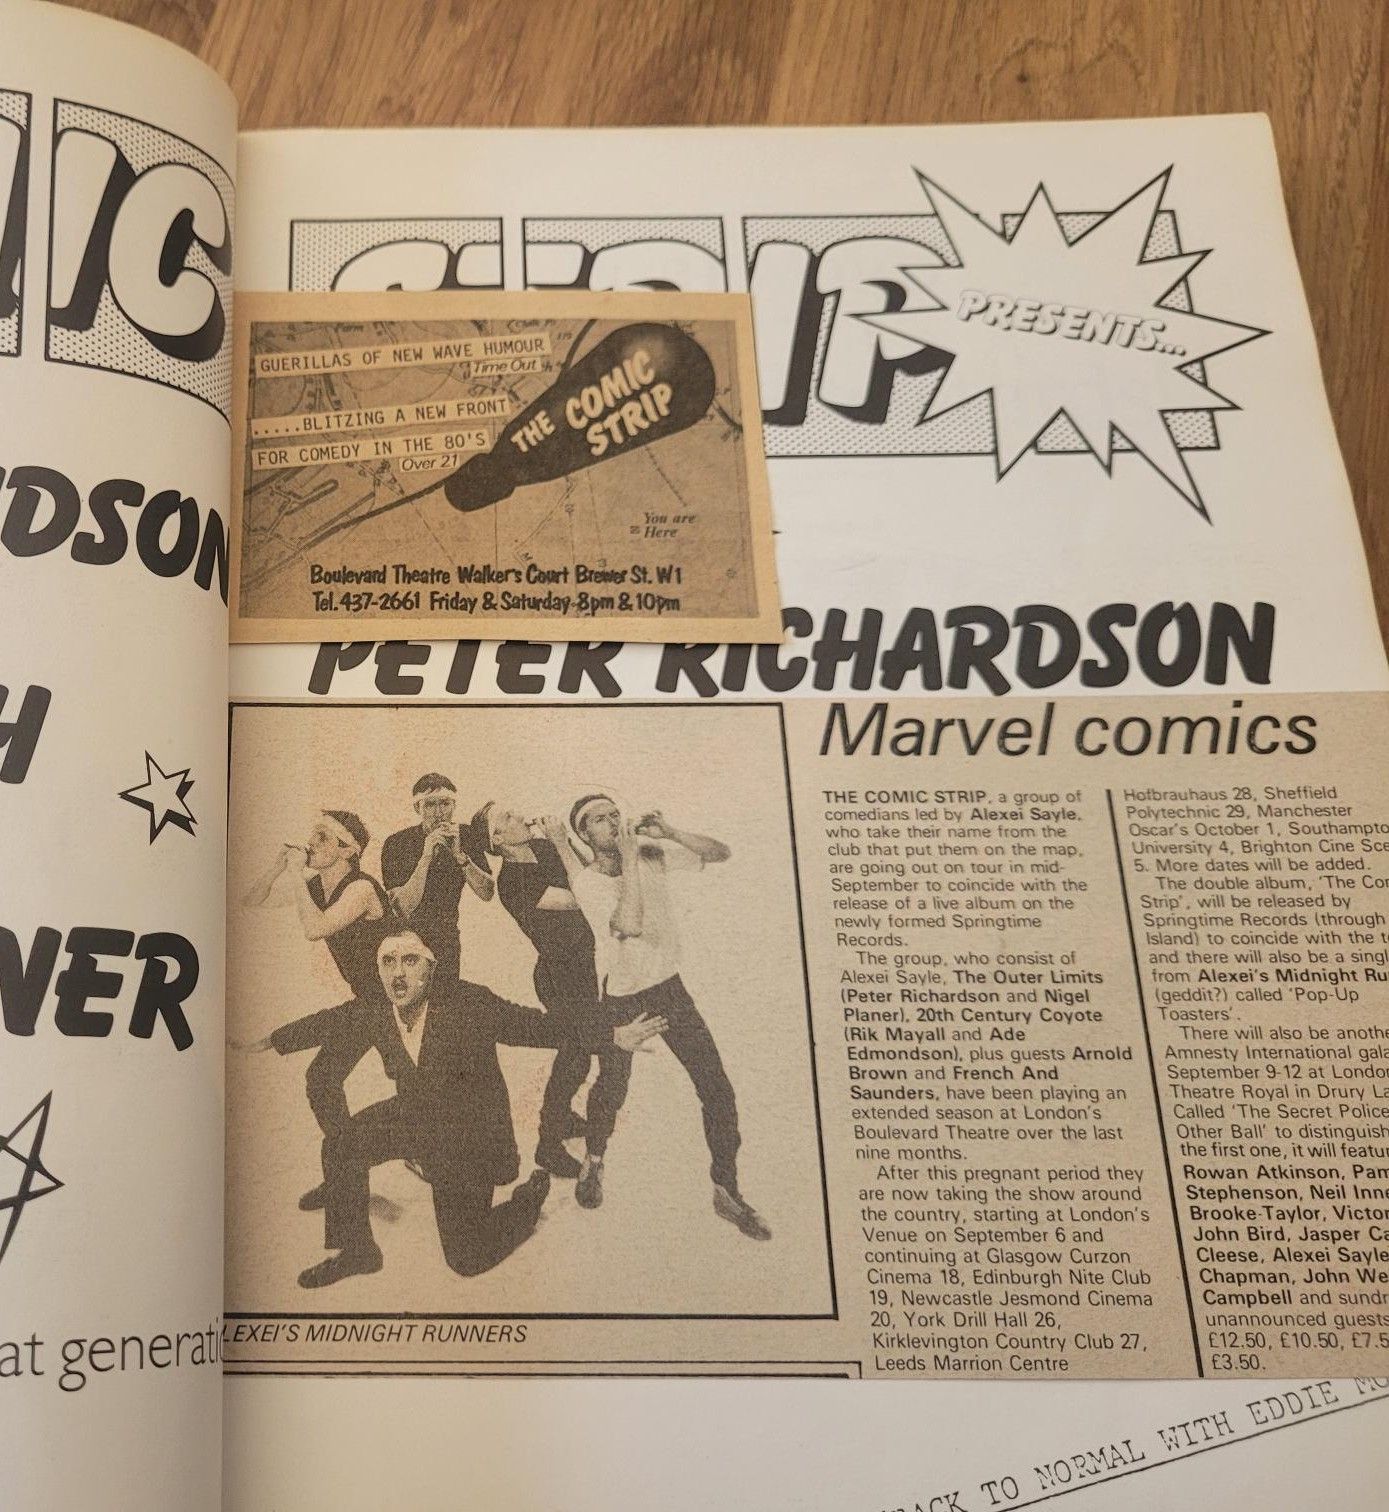 IC
DSON
H
NER
at generati
STRIP
PRESENTS...
GUERILLAS OF NEW WAVE HUMOUR
Time Out
.....BLITZING A NEW FRONT
FOR COMEDY IN THE 80'S
Over 21
THE COMIC
STRIP
You are
Here
Boulevard Theatre Walker's Court Brewer St. W1
Tel. 437-2661 Friday & Saturday 8pm & 10pm
PETER RICHARDSON
Marvel comics
THE COMIC STRIP, a group of
comedians led by Alexei Sayle,
who take their name from the
club that put them on the map,
are going out on tour in mid-
September to coincide with the
release of a live album on the
newly formed Springtime
Records.
The group, who consist of
Alexei Sayle, The Outer Limits
(Peter Richardson and Nigel
Planer), 20th Century Coyote
(Rik Mayall and Ade
Edmondson), plus guests Arnold
Brown and French And
Saunders, have been playing an
extended season at London's
Boulevard Theatre over the last
nine months.
After this pregnant period they
are now taking the show around
the country, starting at London's
Venue on September 6 and
continuing at Glasgow Curzon
Cinema 18, Edinburgh Nite Club
19, Newcastle Jesmond Cinema
20, York Drill Hall 26,
Kirklevington Country Club 27,
Leeds Marrion Centre
Hofbrauhaus 28, Sheffield
Polytechnic 29, Manchester
Oscar's October 1, Southampto
University 4, Brighton Cine Sce
5. More dates will be added.
The double album, 'The Co
Strip', will be released by
Springtime Records (through
Island) to coincide with the t
and there will also be a singl
from Alexei's Midnight Ru
(geddit?) called 'Pop-Up
Toasters'.
There will also be anothe
Amnesty International gala
September 9-12 at London
Theatre Royal in Drury La
Called 'The Secret Police
Other Ball' to distinguish
the first one, it will featur
Rowan Atkinson, Pam
Stephenson, Neil Inne
Brooke-Taylor, Victor
John Bird, Jasper Ca
Cleese, Alexei Sayle
Chapman, John We
Campbell and sundr
unannounced guests
£12.50, £10.50, £7.5
£3.50.
LEXEI'S MIDNIGHT RUNNERS
BACK TO NORMAL WITH EDDIE MO